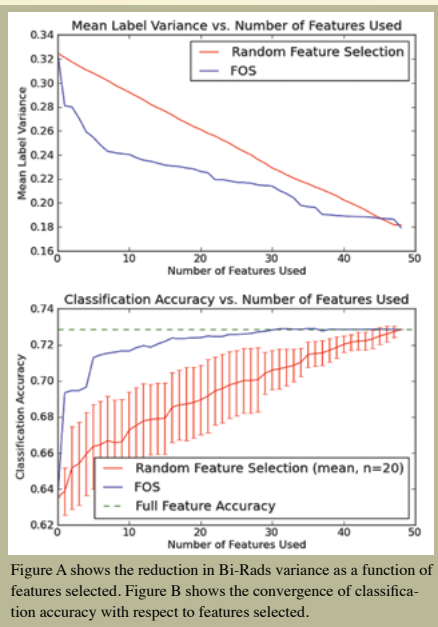 Mean Label Variance vs. Number of Features Used
0.34
0.32
0.30
0.28
0.26
0.24
0.22
0.20
0.18
0.16
Mean Label Variance
Random Feature Selection
FOS
0 10 20 30 40 50
Number of Features Used
Classification Accuracy vs. Number of Features Used
0.74
0.72
0.70
0.68
0.66
0.64
0.62
Classification Accuracy
Random Feature Selection (mean, n=20)
FOS
Full Feature Accuracy
0 10 20 30 40 50
Number of Features Used
Figure A shows the reduction in Bi-Rads variance as a function of
features selected. Figure B shows the convergence of classifica-
tion accuracy with respect to features selected.